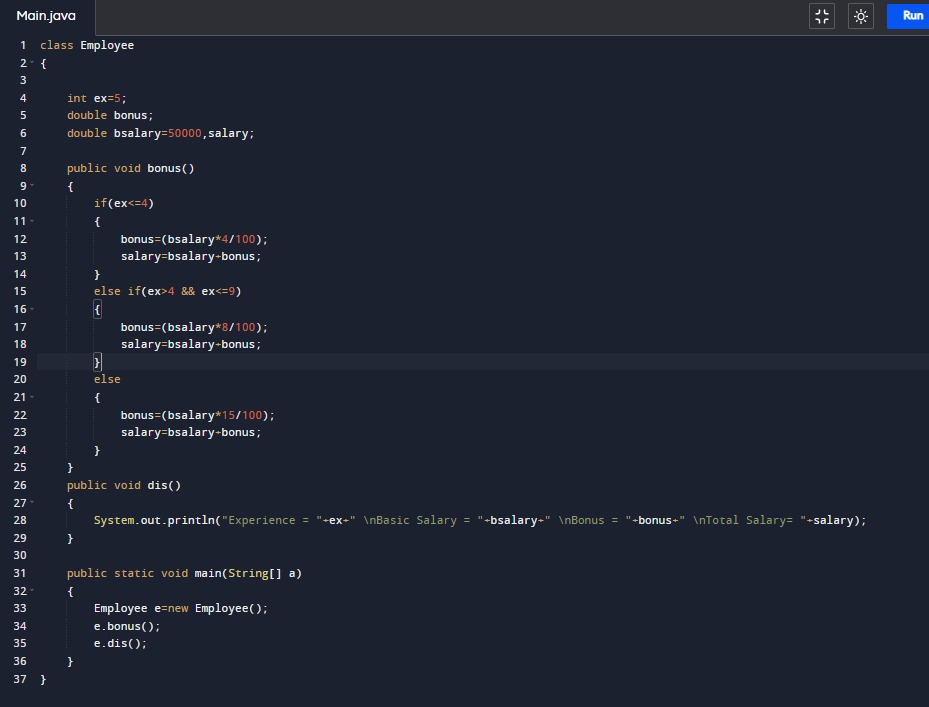 Main.java
Run
1 class Employee
2 {
3
4 int ex=5;
5 double bonus;
6 double bsalary=50000,salary;
7
8 public void bonus()
9 {
10 if(ex<=4)
11 {
12 bonus=(bsalary*4/100);
13 salary=bsalary+bonus;
14 }
15 else if(ex>4 && ex<=9)
16 {
17 bonus=(bsalary*8/100);
18 salary=bsalary+bonus;
19 }
20 else
21 {
22 bonus=(bsalary*15/100);
23 salary=bsalary+bonus;
24 }
25 }
26 public void dis()
27 {
28 System.out.println("Experience = "+ex+" \nBasic Salary = "+bsalary+" \nBonus = "+bonus+" \nTotal Salary= "+salary);
29 }
30
31 public static void main(String[] a)
32 {
33 Employee e=new Employee();
34 e.bonus();
35 e.dis();
36 }
37 }